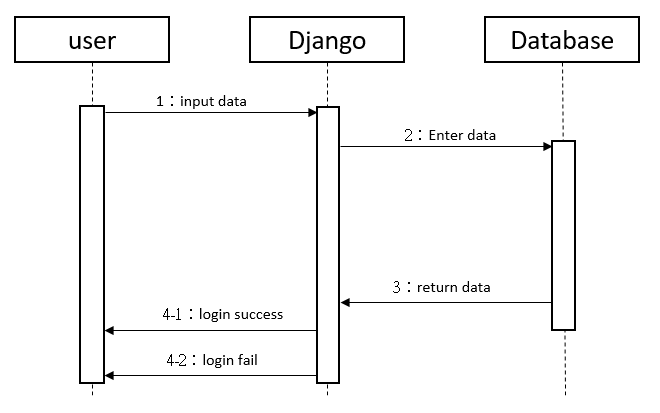 user
Django
Database
1：input data
2：Enter data
3：return data
4-1：login success
4-2：login fail